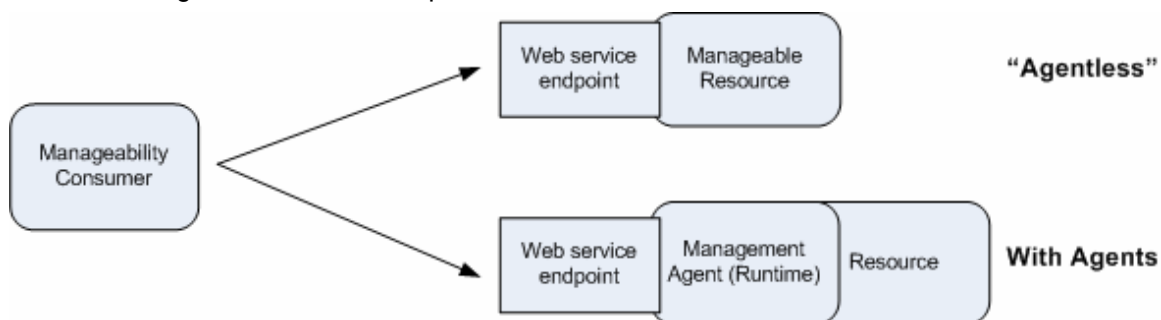 Manageability
Consumer
Web service
endpoint
Manageable
Resource
“Agentless”
Web service
endpoint
Management
Agent (Runtime)
Resource
With Agents